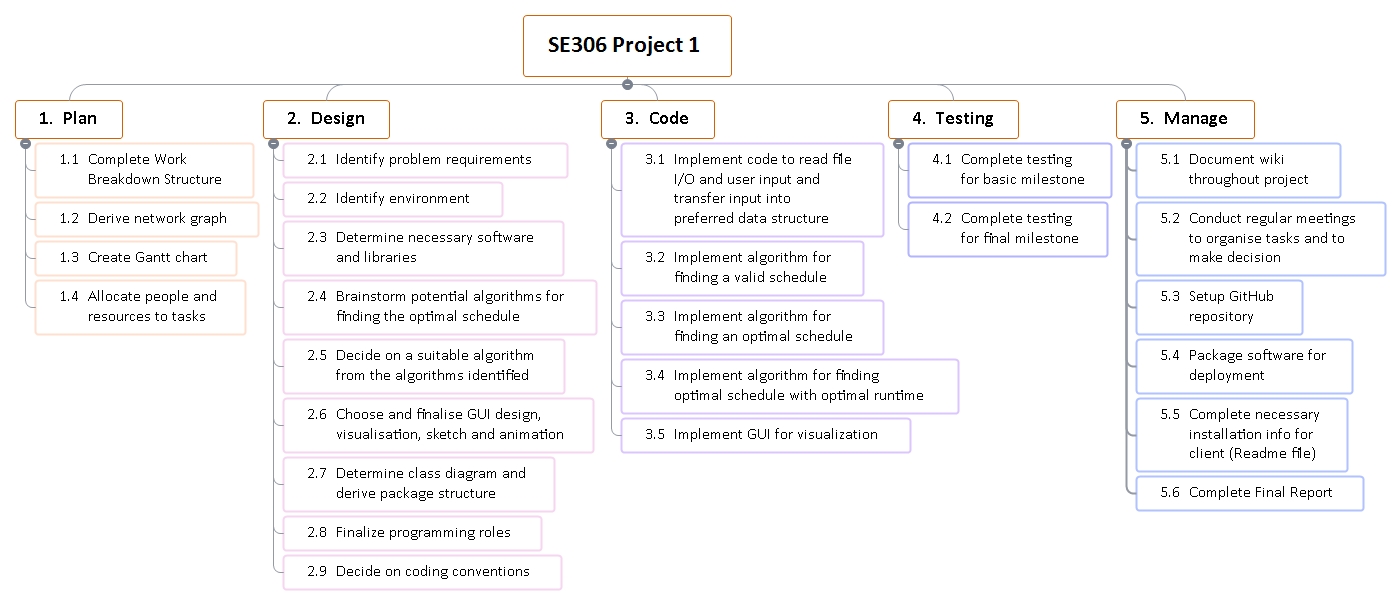 SE306 Project 1
1. Plan
1.1 Complete Work
Breakdown Structure
1.2 Derive network graph
1.3 Create Gantt chart
1.4 Allocate people and
resources to tasks
2. Design
2.1 Identify problem requirements
2.2 Identify environment
2.3 Determine necessary software
and libraries
2.4 Brainstorm potential algorithms for
finding the optimal schedule
2.5 Decide on a suitable algorithm
from the algorithms identified
2.6 Choose and finalise GUI design,
visualisation, sketch and animation
2.7 Determine class diagram and
derive package structure
2.8 Finalize programming roles
2.9 Decide on coding conventions
3. Code
3.1 Implement code to read file
I/O and user input and
transfer input into
preferred data structure
3.2 Implement algorithm for
finding a valid schedule
3.3 Implement algorithm for
finding an optimal schedule
3.4 Implement algorithm for finding
optimal schedule with optimal runtime
3.5 Implement GUI for visualization
4. Testing
4.1 Complete testing
for basic milestone
4.2 Complete testing
for final milestone
5. Manage
5.1 Document wiki
throughout project
5.2 Conduct regular meetings
to organise tasks and to
make decision
5.3 Setup GitHub
repository
5.4 Package software for
deployment
5.5 Complete necessary
installation info for
client (Readme file)
5.6 Complete Final Report